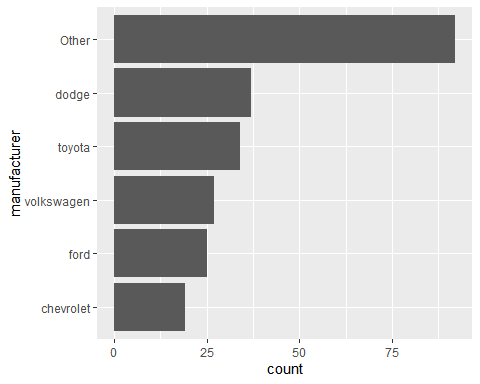 manufacturer
Other
dodge
toyota
volkswagen
ford
chevrolet
0 25 50 75
count